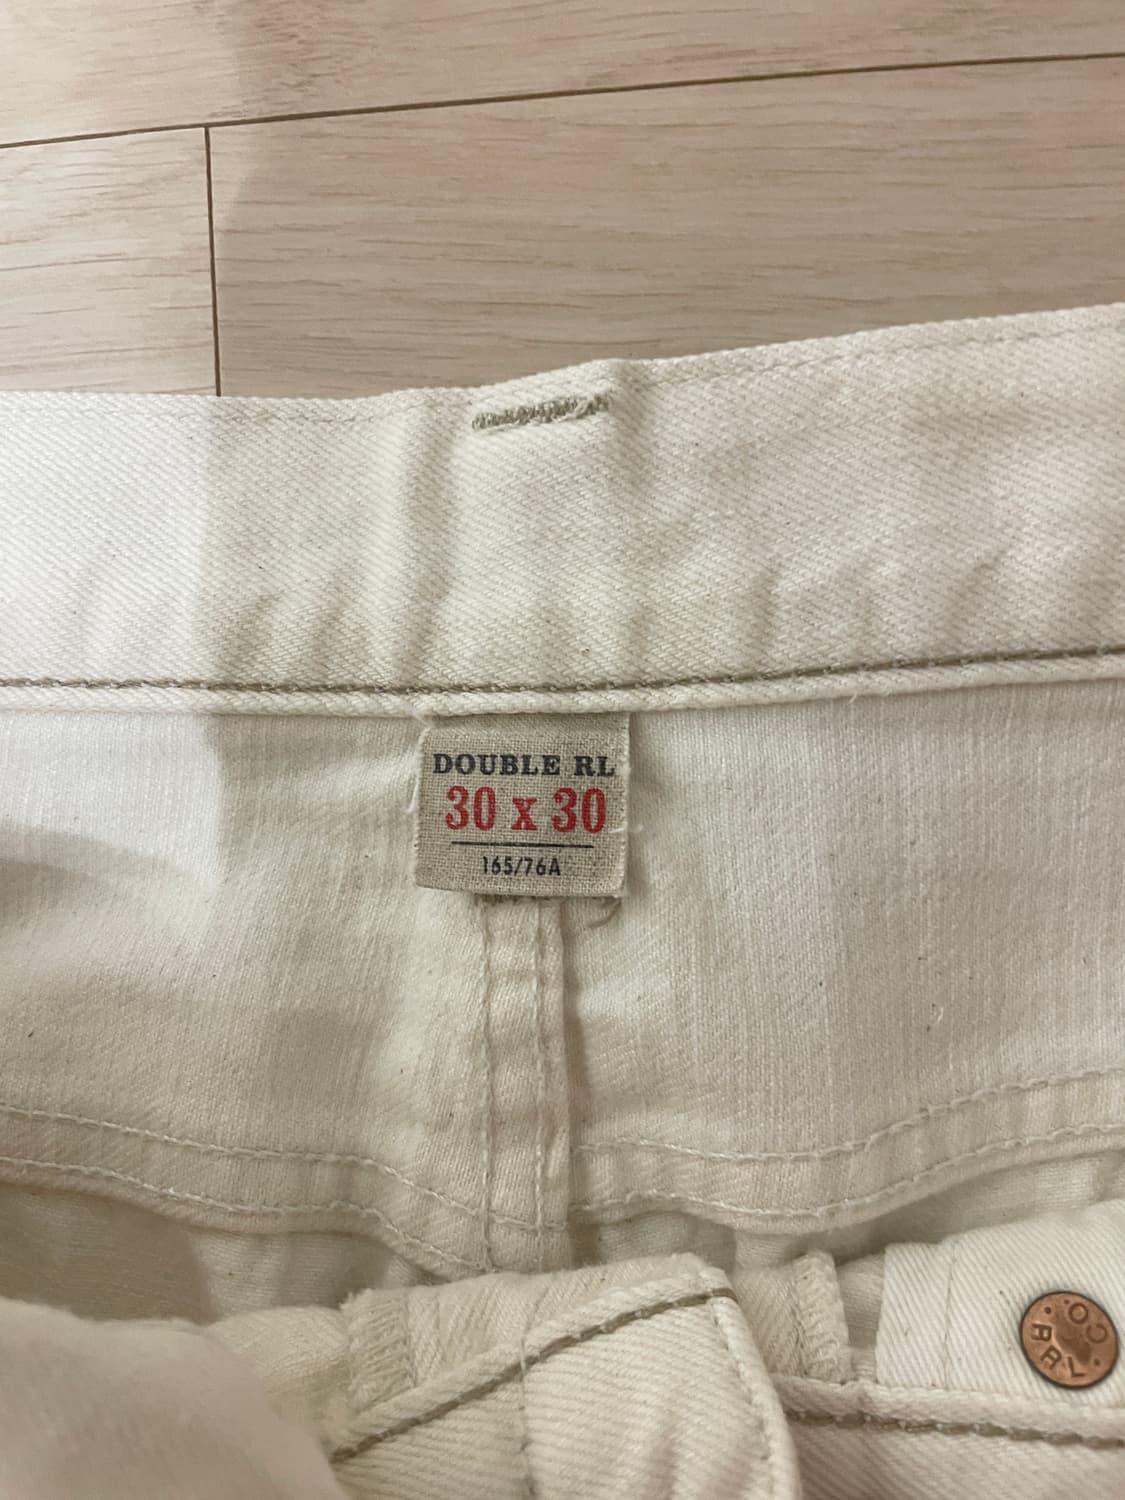 DOUBLE RL
30 x 30
165/76A
RRL
CO